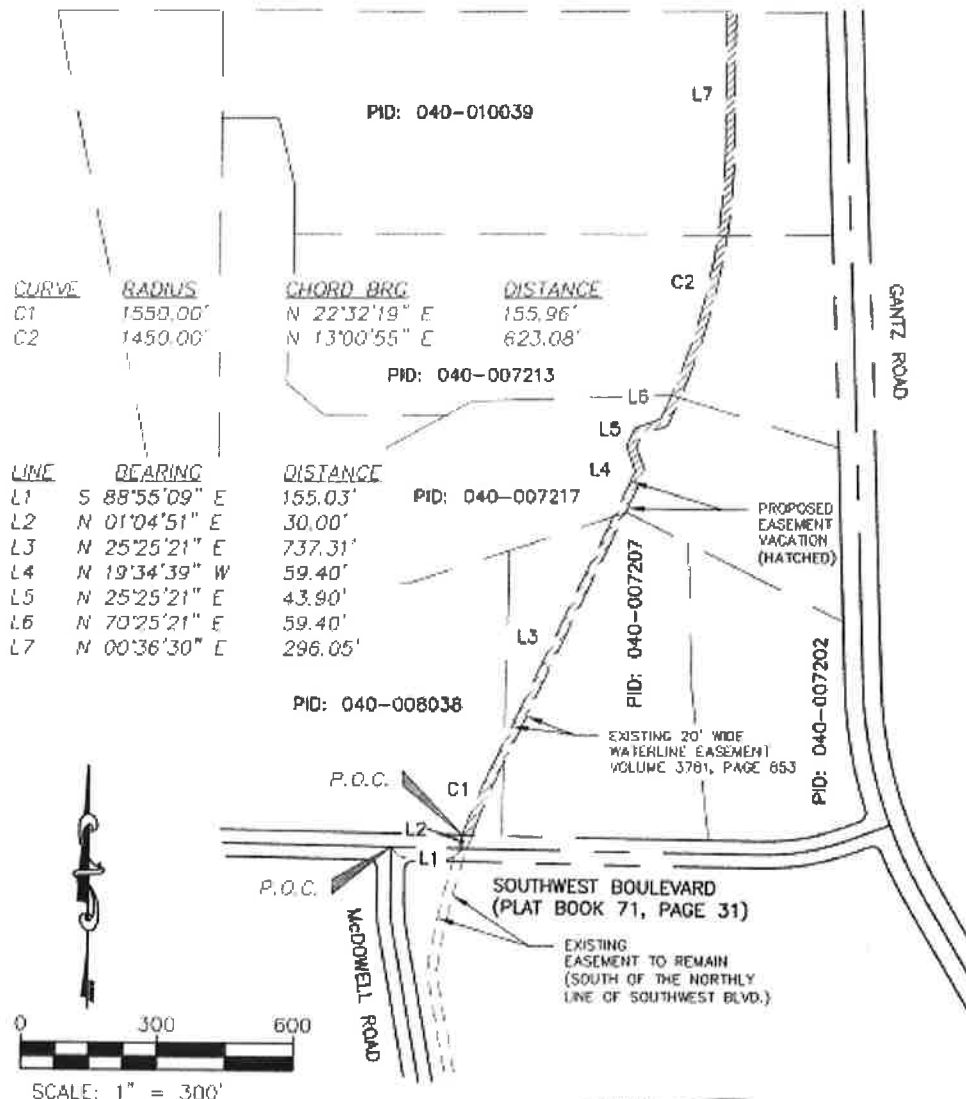 L7
PID: 040-010039
C2
CURVE RADIUS CHORD BRG DISTANCE
C1 1550.00' N 22°32'19" E 155.96'
C2 1450.00' N 13°00'55" E 623.08'
GANTZ ROAD
PID: 040-007213
L6
L5
LINE BEARING DISTANCE
L1 S 88°55'09" E 155.03'
L2 N 01°04'51" E 30.00'
L3 N 25°25'21" E 737.31'
L4 N 19°34'39" W 59.40'
L5 N 25°25'21" E 43.90'
L6 N 70°25'21" E 59.40'
L7 N 00°36'30" E 296.05'
L4
PID: 040-007217
PROPOSED
EASEMENT
VACATION
(HATCHED)
PID: 040-007207
L3
PID: 040-007202
PID: 040-008038
EXISTING 20' WIDE
WATERLINE EASEMENT
VOLUME 3781, PAGE 853
P.O.C.
C1
L2
L1
P.O.C.
SOUTHWEST BOULEVARD
(PLAT BOOK 71, PAGE 31)
McDOWELL ROAD
EXISTING
EASEMENT TO REMAIN
(SOUTH OF THE NORTHLY
LINE OF SOUTHWEST BLVD.)
0 300 600
SCALE: 1" = 300'